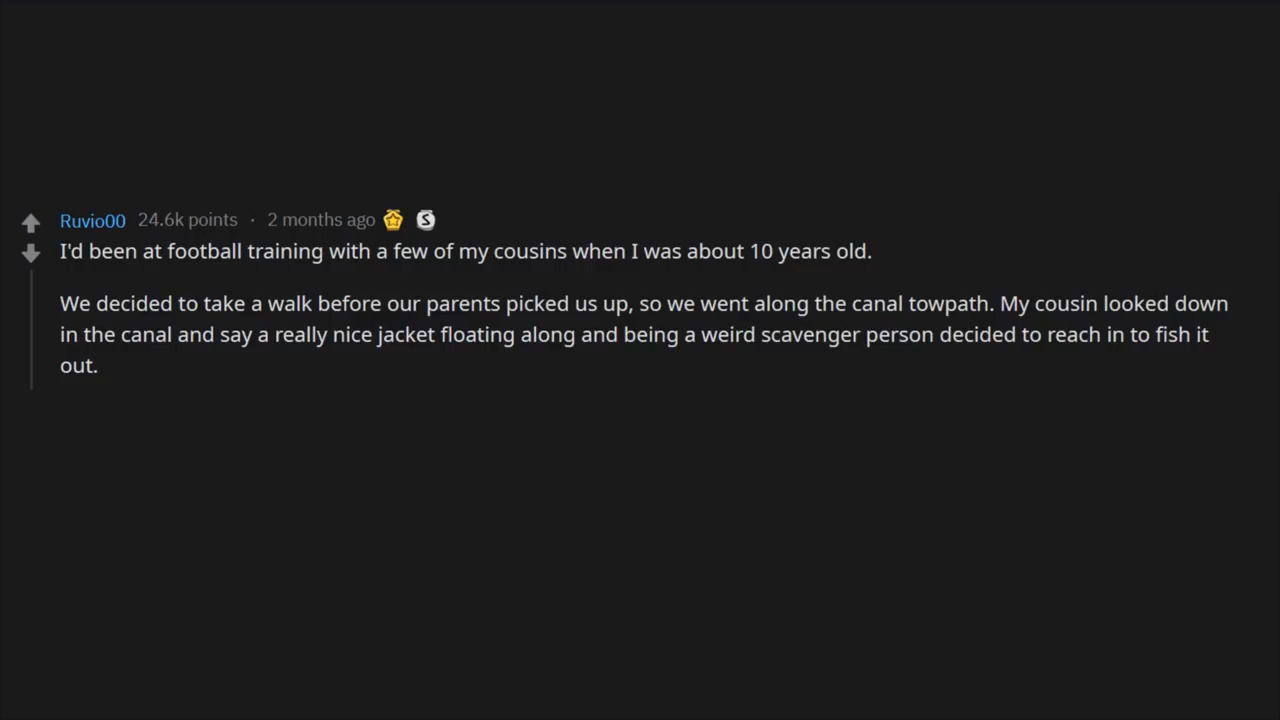 Ruvio00 24.6k points · 2 months ago S
I'd been at football training with a few of my cousins when I was about 10 years old.
We decided to take a walk before our parents picked us up, so we went along the canal towpath. My cousin looked down
in the canal and say a really nice jacket floating along and being a weird scavenger person decided to reach in to fish it
out.